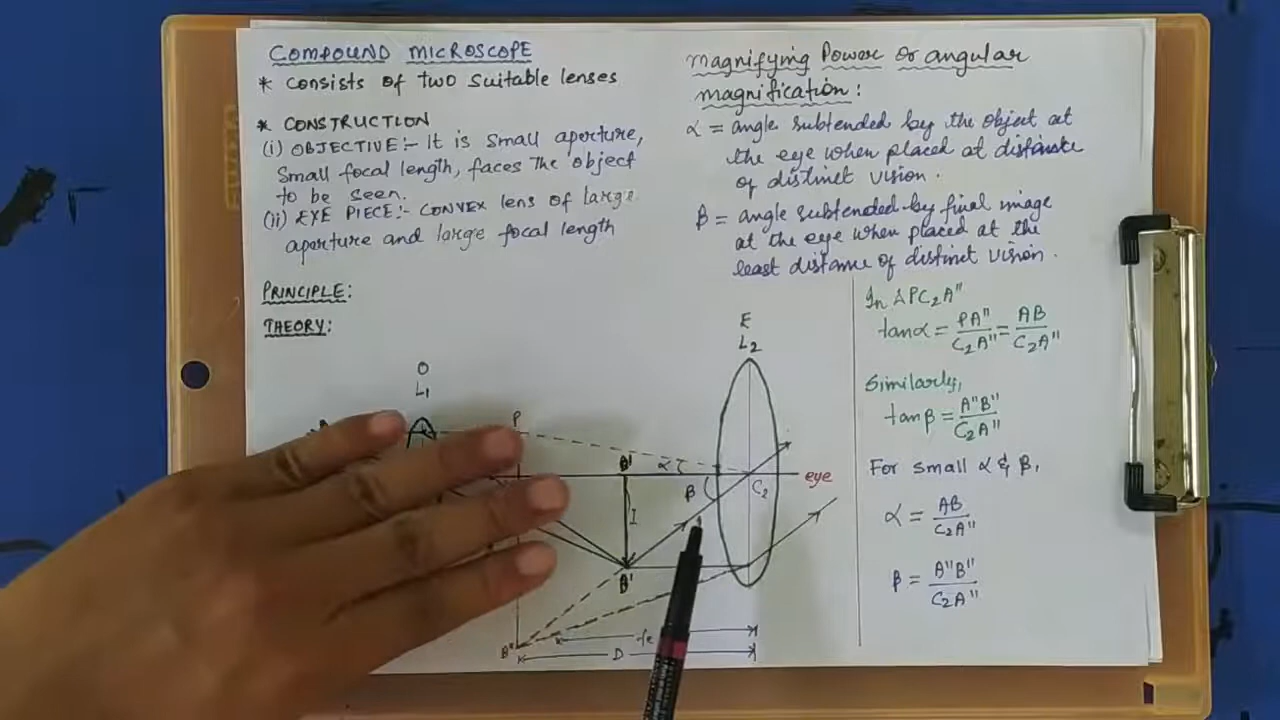 COMPOUND MICROSCOPE
* Consists of two suitable lenses
* CONSTRUCTION
(i) OBJECTIVE:- It is small aperture,
Small focal length, faces the object
to be seen.
(ii) EYE PIECE:- CONVEX lens of large
aperture and large focal length
PRINCIPLE:
THEORY:
O
L₁
P
I
B'
B"
fe
D
E
L₂
α
β
C₂
eye
Magnifying Power or angular
magnification:
α = angle subtended by the object at
the eye when placed at distance
of distinct vision.
β = angle subtended by final image
at the eye when placed at the
least distance of distinct vision.
In ΔPC₂A"
tanα = PA"/C₂A" = AB/C₂A"
Similarly,
tanβ = A"B"/C₂A"
For small α & β,
α = AB/C₂A"
β = A"B"/C₂A"